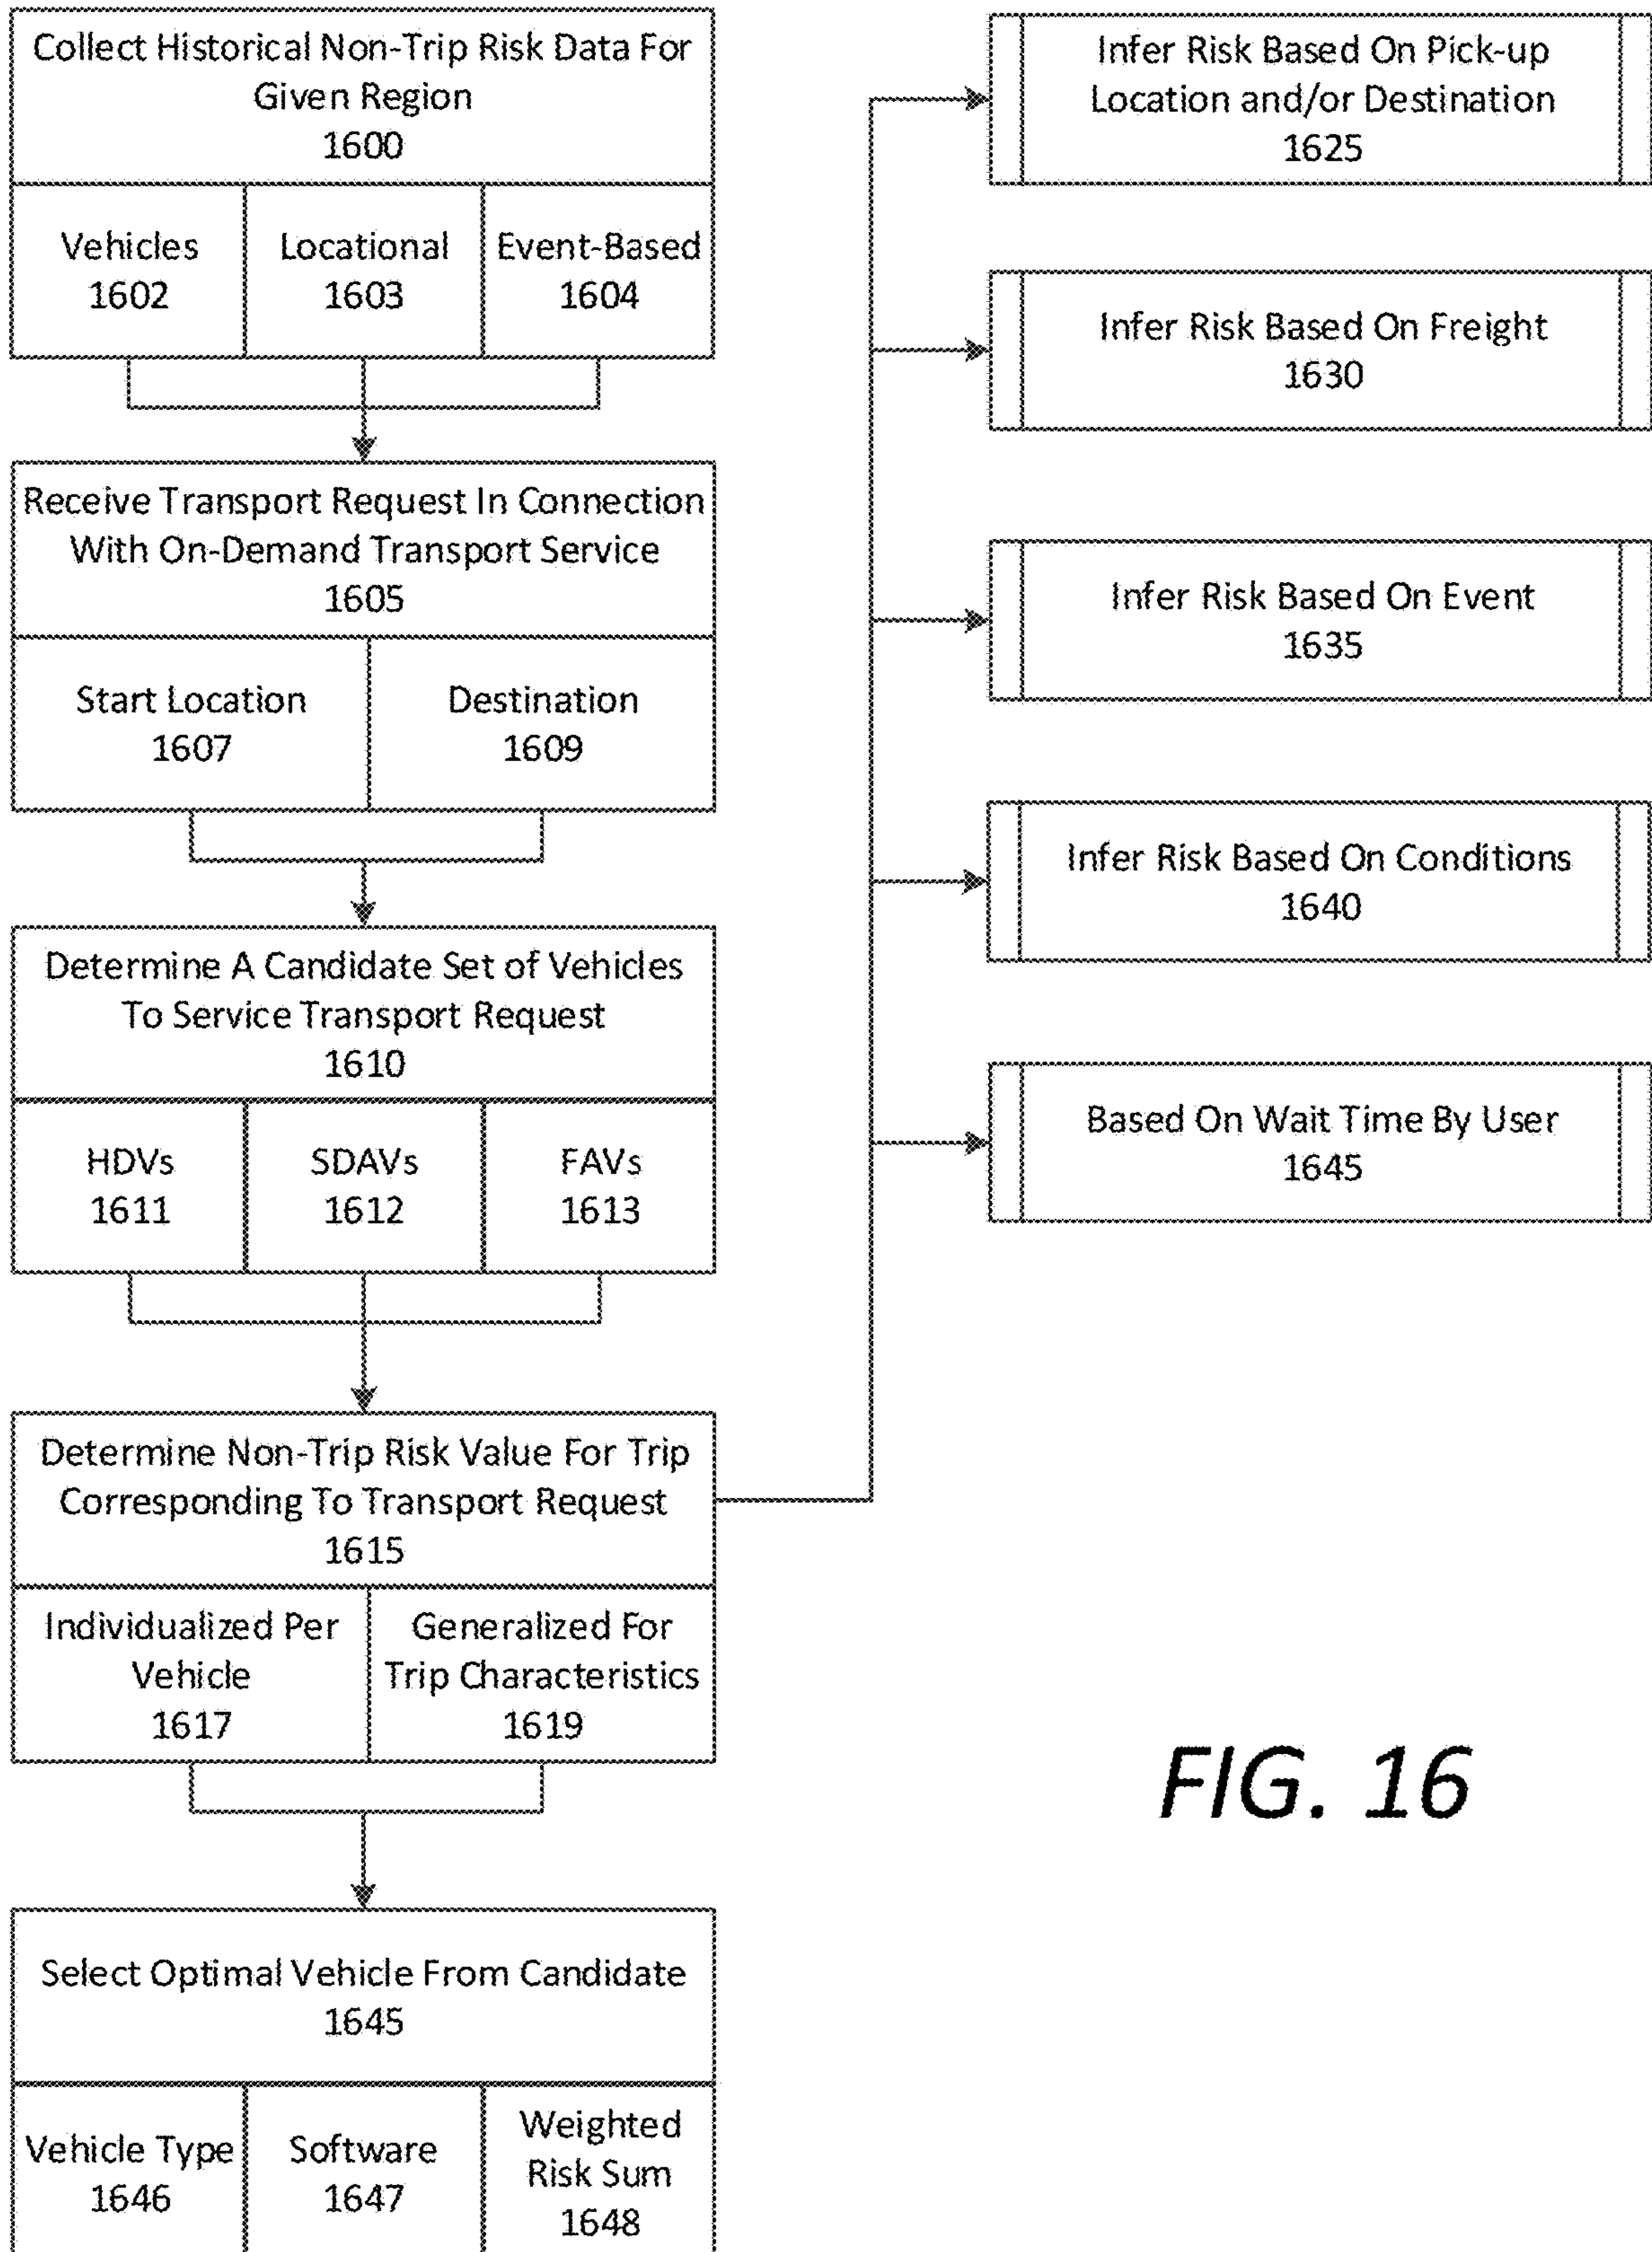 Collect Historical Non-Trip Risk Data For
Given Region
1600
Vehicles
1602
Locational
1603
Event-Based
1604
Receive Transport Request In Connection
With On-Demand Transport Service
1605
Start Location
1607
Destination
1609
Determine A Candidate Set of Vehicles
To Service Transport Request
1610
HDVs
1611
SDAVs
1612
FAVs
1613
Determine Non-Trip Risk Value For Trip
Corresponding To Transport Request
1615
Individualized Per
Vehicle
1617
Generalized For
Trip Characteristics
1619
Select Optimal Vehicle From Candidate
1645
Vehicle Type
1646
Software
1647
Weighted
Risk Sum
1648
Infer Risk Based On Pick-up
Location and/or Destination
1625
Infer Risk Based On Freight
1630
Infer Risk Based On Event
1635
Infer Risk Based On Conditions
1640
Based On Wait Time By User
1645
FIG. 16